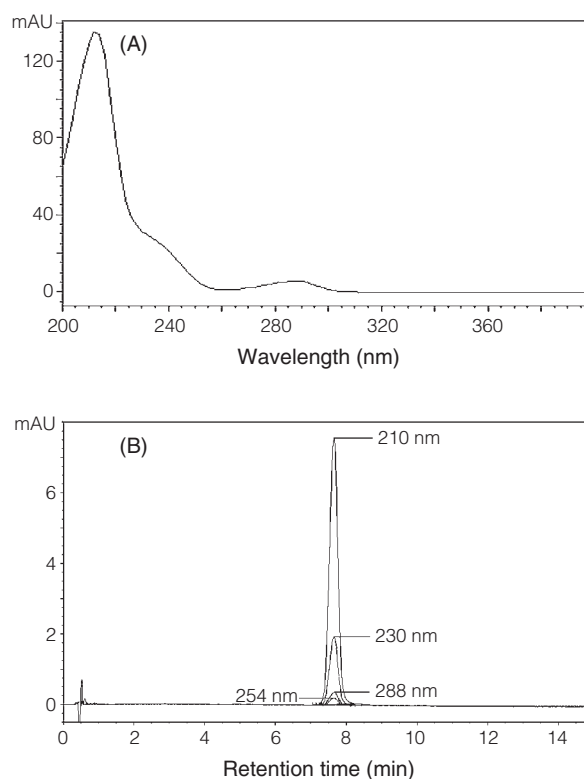 mAU
(A)
120
80
40
0
200 240 280 320 360
Wavelength (nm)
mAU
(B)
210 nm
6
4
2
230 nm
254 nm
288 nm
0
0 2 4 6 8 10 12 14
Retention time (min)